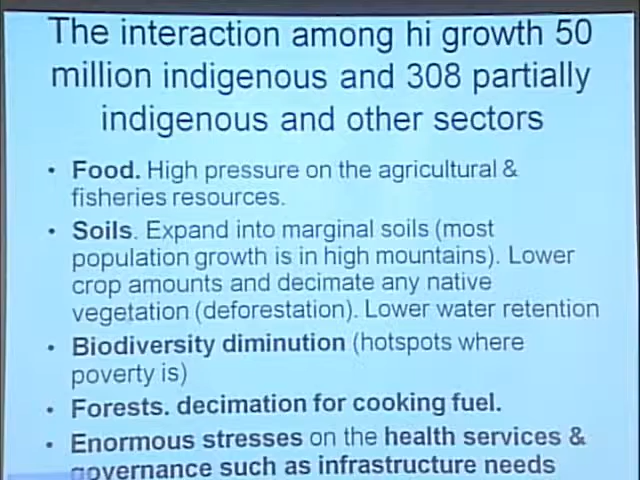 The interaction among hi growth 50
million indigenous and 308 partially
indigenous and other sectors
• Food. High pressure on the agricultural &
fisheries resources.
• Soils. Expand into marginal soils (most
population growth is in high mountains). Lower
crop amounts and decimate any native
vegetation (deforestation). Lower water retention
• Biodiversity diminution (hotspots where
poverty is)
• Forests. decimation for cooking fuel.
• Enormous stresses on the health services &
governance such as infrastructure needs